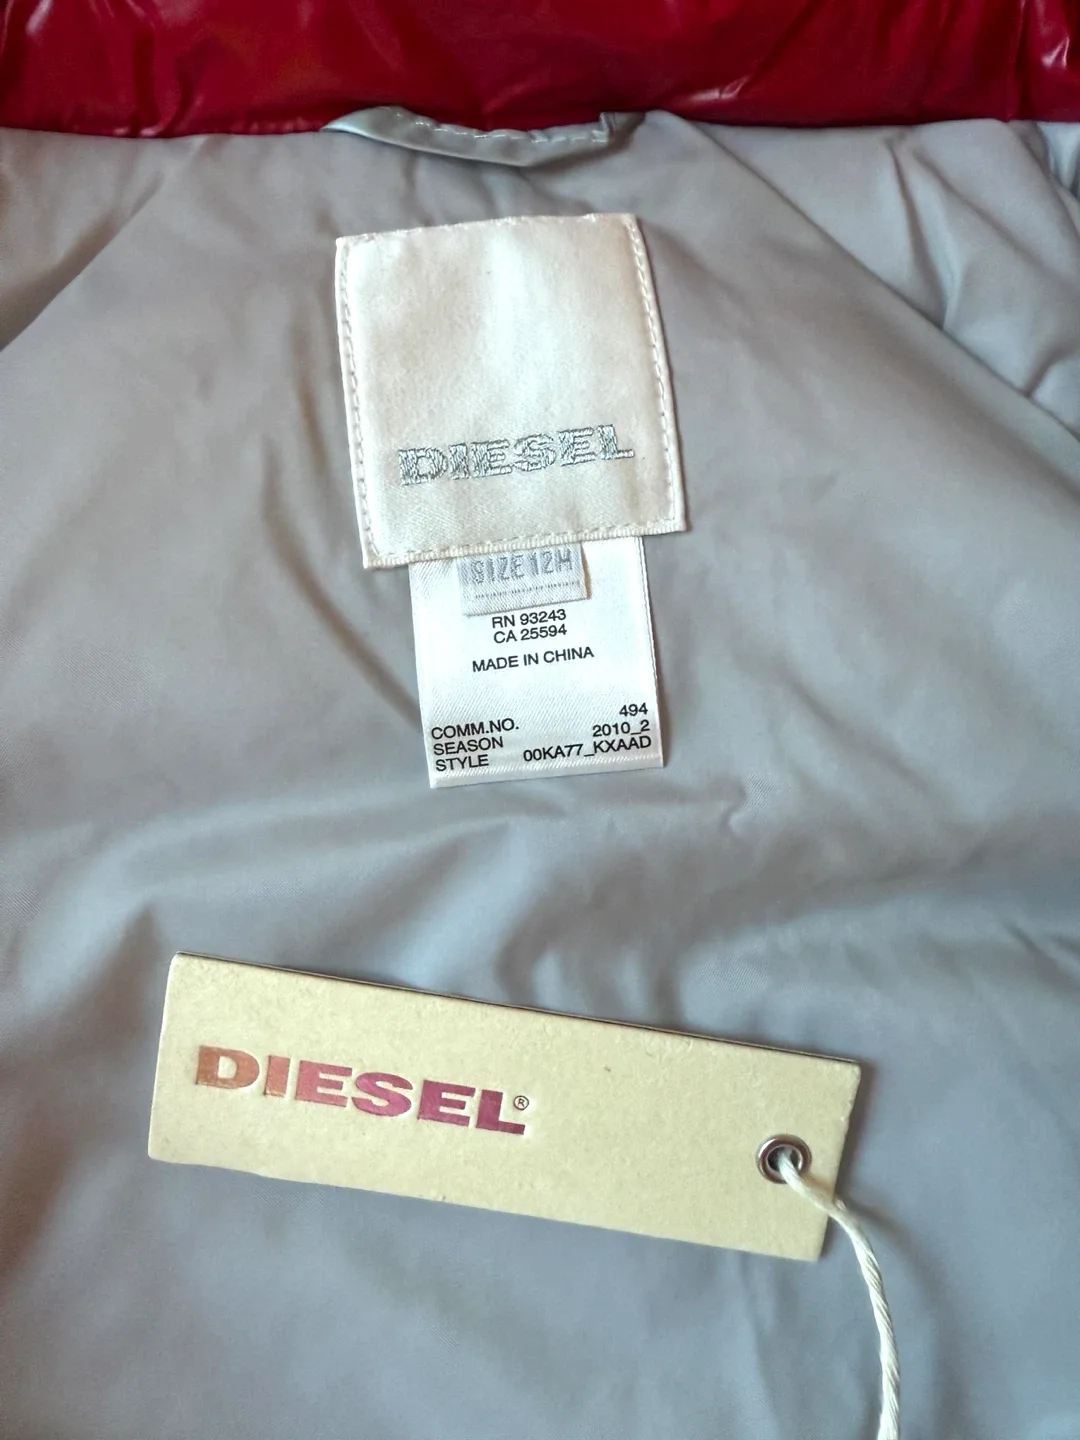 DIESEL
SIZE 12M
RN 93243
CA 25594
MADE IN CHINA
COMM.NO. 494
SEASON 2010_2
STYLE 00KA77_KXAAD
DIESEL®